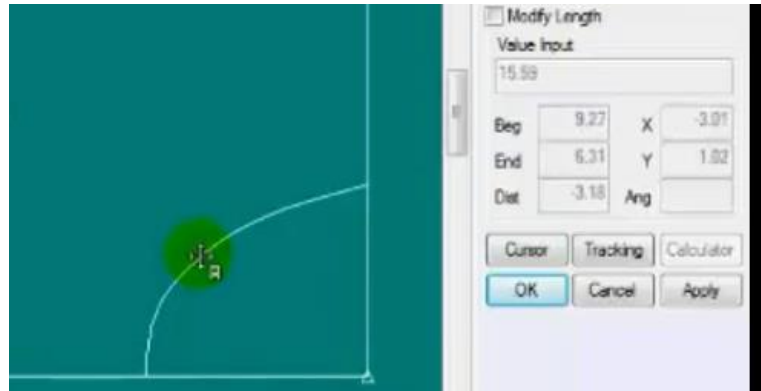 Modify Length
Value Input
15.59
Beg 9.27 X -3.01
End 6.31 Y 1.02
Dist -3.18 Ang
Cursor Tracking Calculator
OK Cancel Apply